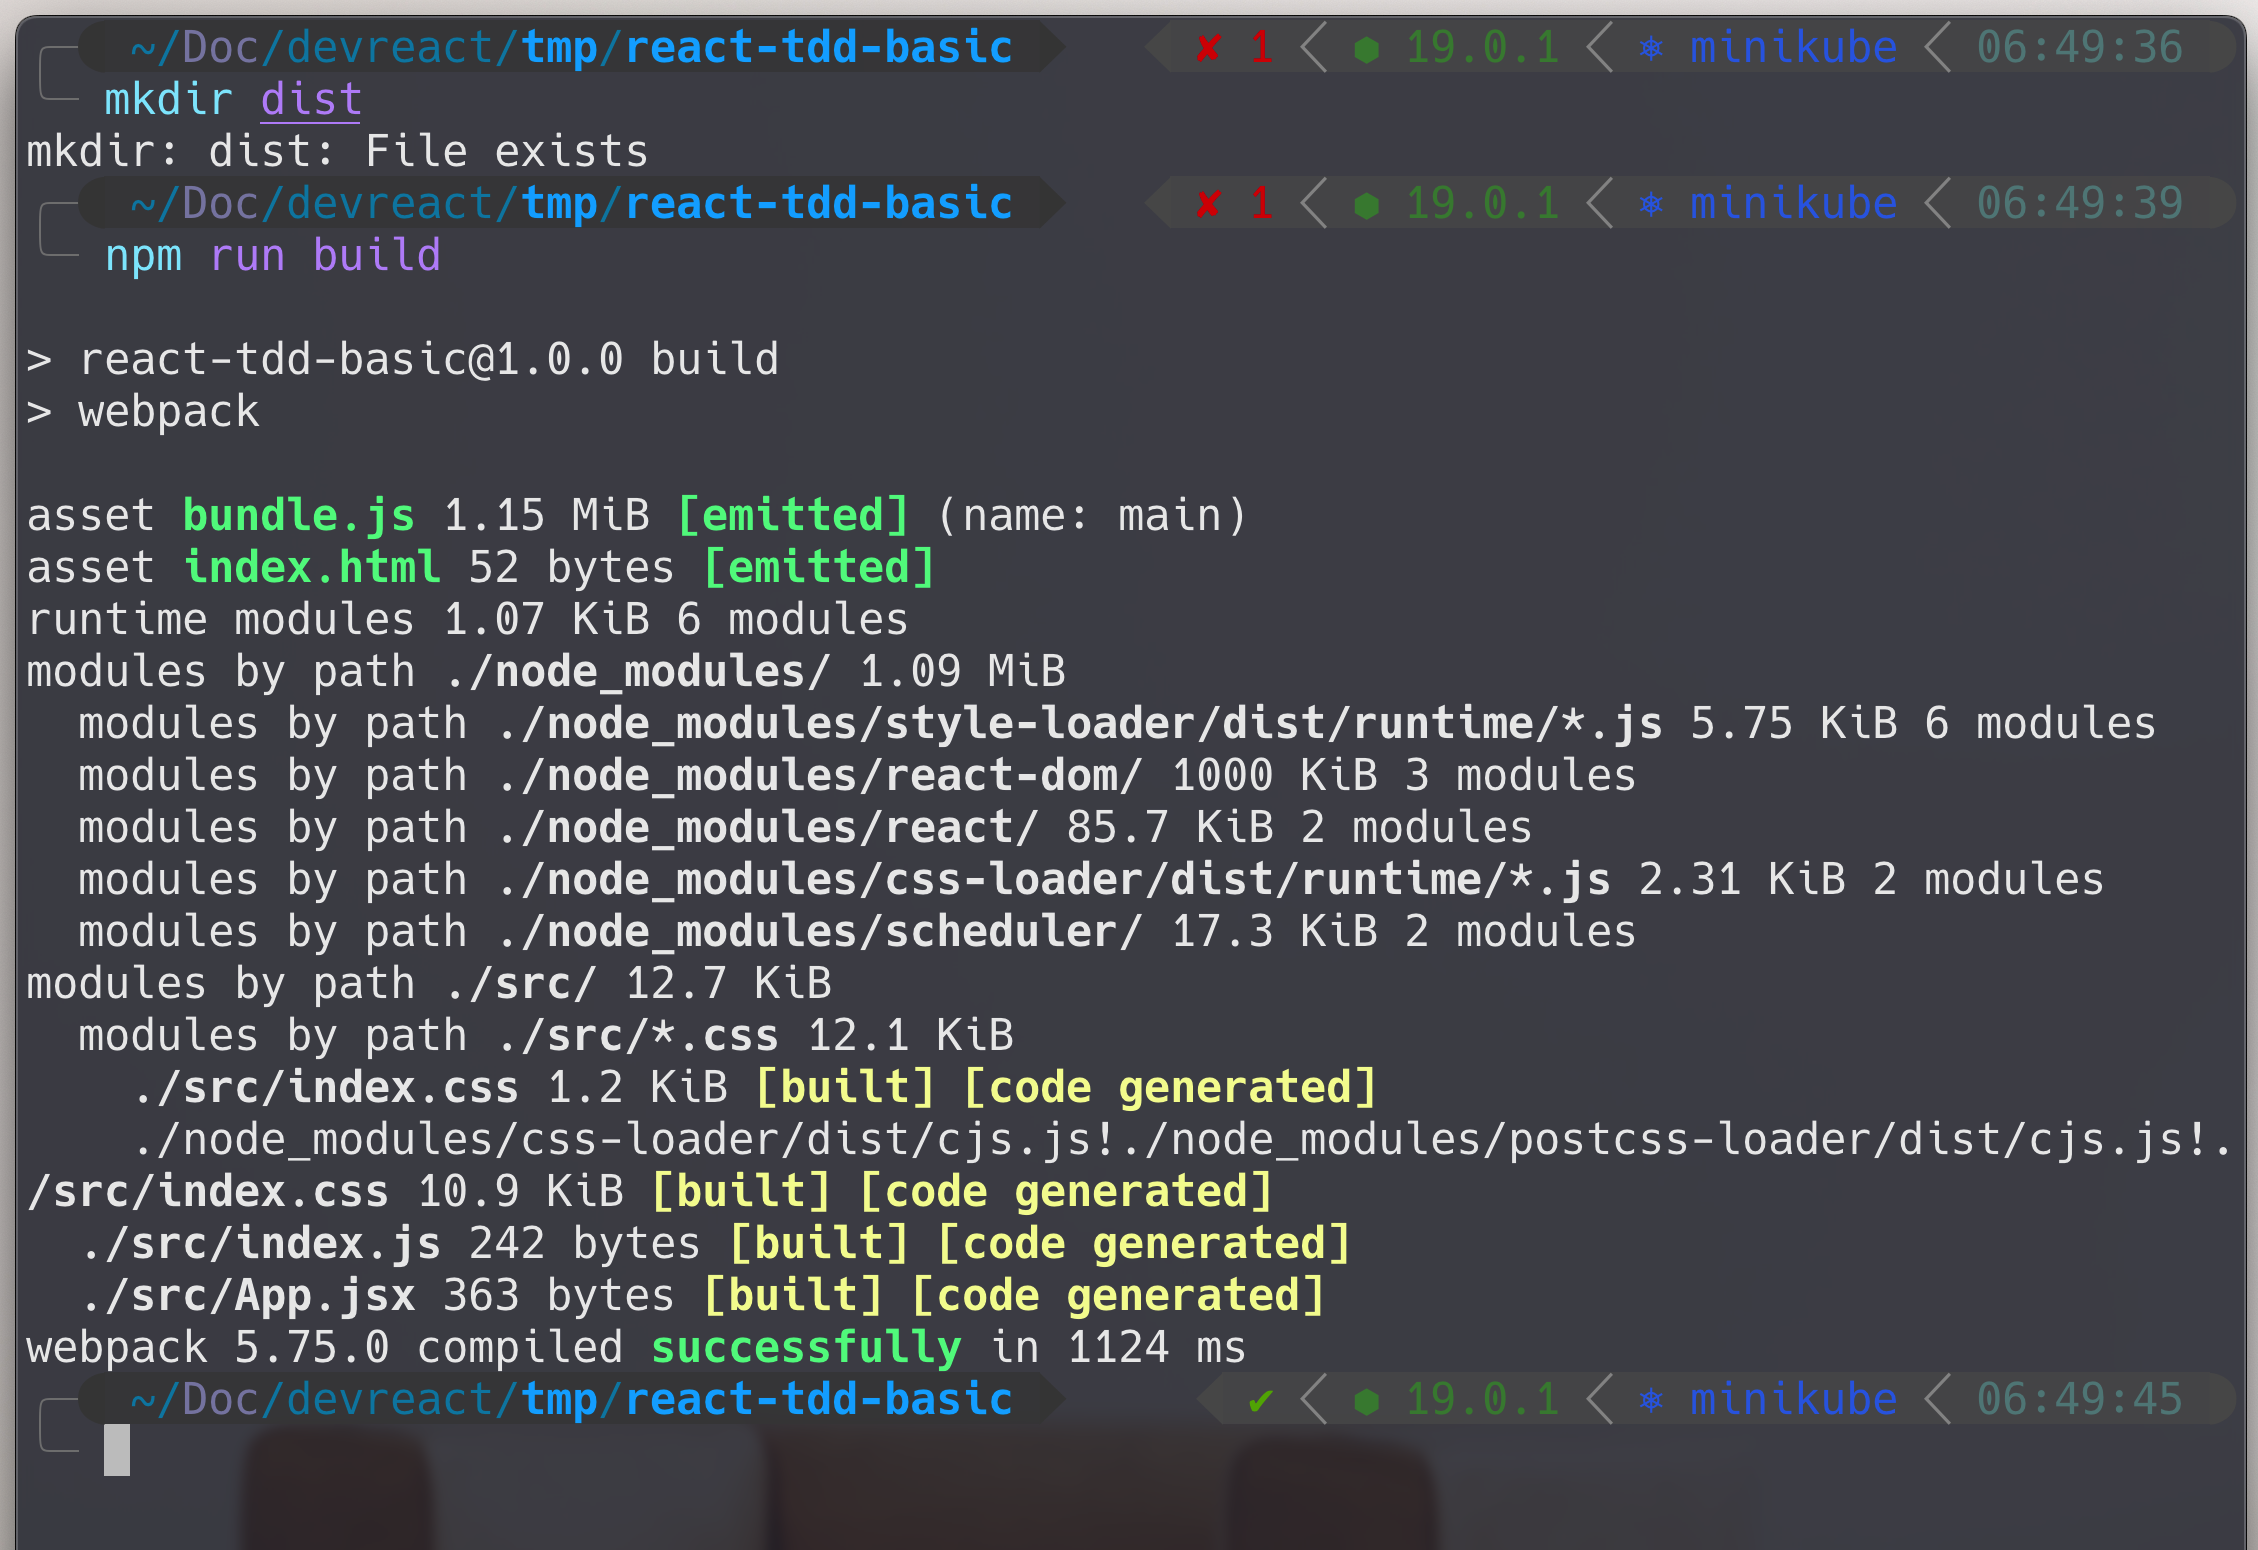 ~/Doc/devreact/tmp/react-tdd-basic ✘ 1 ⬢ 19.0.1 ⎈ minikube 06:49:36
mkdir dist
mkdir: dist: File exists
~/Doc/devreact/tmp/react-tdd-basic ✘ 1 ⬢ 19.0.1 ⎈ minikube 06:49:39
npm run build
> react-tdd-basic@1.0.0 build
> webpack
asset bundle.js 1.15 MiB [emitted] (name: main)
asset index.html 52 bytes [emitted]
runtime modules 1.07 KiB 6 modules
modules by path ./node_modules/ 1.09 MiB
modules by path ./node_modules/style-loader/dist/runtime/*.js 5.75 KiB 6 modules
modules by path ./node_modules/react-dom/ 1000 KiB 3 modules
modules by path ./node_modules/react/ 85.7 KiB 2 modules
modules by path ./node_modules/css-loader/dist/runtime/*.js 2.31 KiB 2 modules
modules by path ./node_modules/scheduler/ 17.3 KiB 2 modules
modules by path ./src/ 12.7 KiB
modules by path ./src/*.css 12.1 KiB
./src/index.css 1.2 KiB [built] [code generated]
./node_modules/css-loader/dist/cjs.js!./node_modules/postcss-loader/dist/cjs.js!.
/src/index.css 10.9 KiB [built] [code generated]
./src/index.js 242 bytes [built] [code generated]
./src/App.jsx 363 bytes [built] [code generated]
webpack 5.75.0 compiled successfully in 1124 ms
~/Doc/devreact/tmp/react-tdd-basic ✔ ⬢ 19.0.1 ⎈ minikube 06:49:45